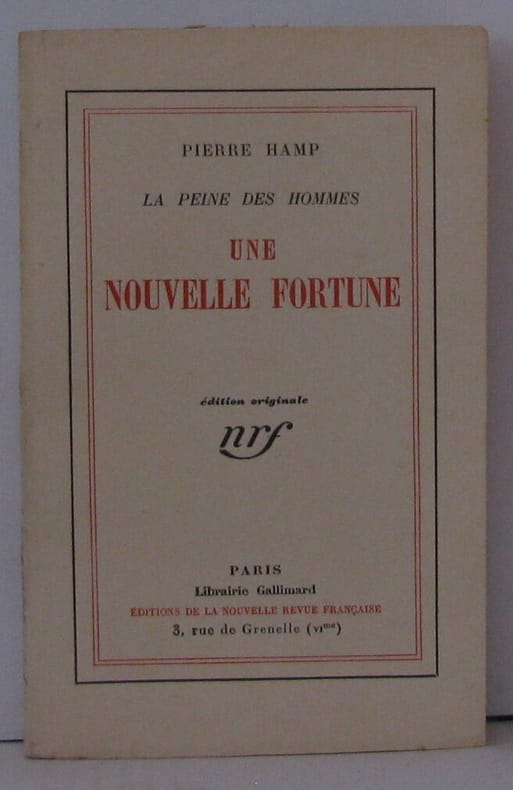 PIERRE HAMP
LA PEINE DES HOMMES
UNE
NOUVELLE FORTUNE
édition originale
nrf
PARIS
Librairie Gallimard
ÉDITIONS DE LA NOUVELLE REVUE FRANÇAISE
3, rue de Grenelle (VIme)